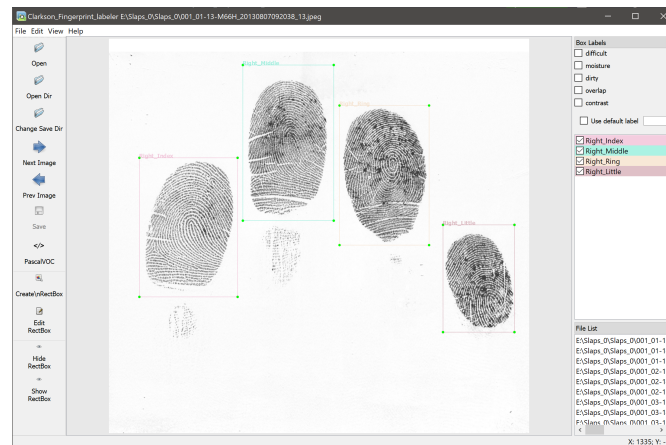 Clarkson_Fingerprint_labeler E:\Slaps_0\Slaps_0\001_01-13-M66H_20130807092038_13.jpeg
File Edit View Help
Open
Open Dir
Change Save Dir
Next Image
Prev Image
Save
</>
PascalVOC
Create\nRectBox
Edit
RectBox
Hide
RectBox
Show
RectBox
Right_Middle
Right_Ring
Right_Index
Right_Little
Box Labels
difficult
moisture
dirty
overlap
contrast
Use default label
Right_Index
Right_Middle
Right_Ring
Right_Little
File List
E:\Slaps_0\Slaps_0\001_01-1
E:\Slaps_0\Slaps_0\001_01-1
E:\Slaps_0\Slaps_0\001_01-1
E:\Slaps_0\Slaps_0\001_02-1
E:\Slaps_0\Slaps_0\001_02-1
E:\Slaps_0\Slaps_0\001_02-1
E:\Slaps_0\Slaps_0\001_03-1
E:\Slaps_0\Slaps_0\001_03-1
E:\Slaps_0\Slaps_0\001_03-1
X: 1335; Y: -